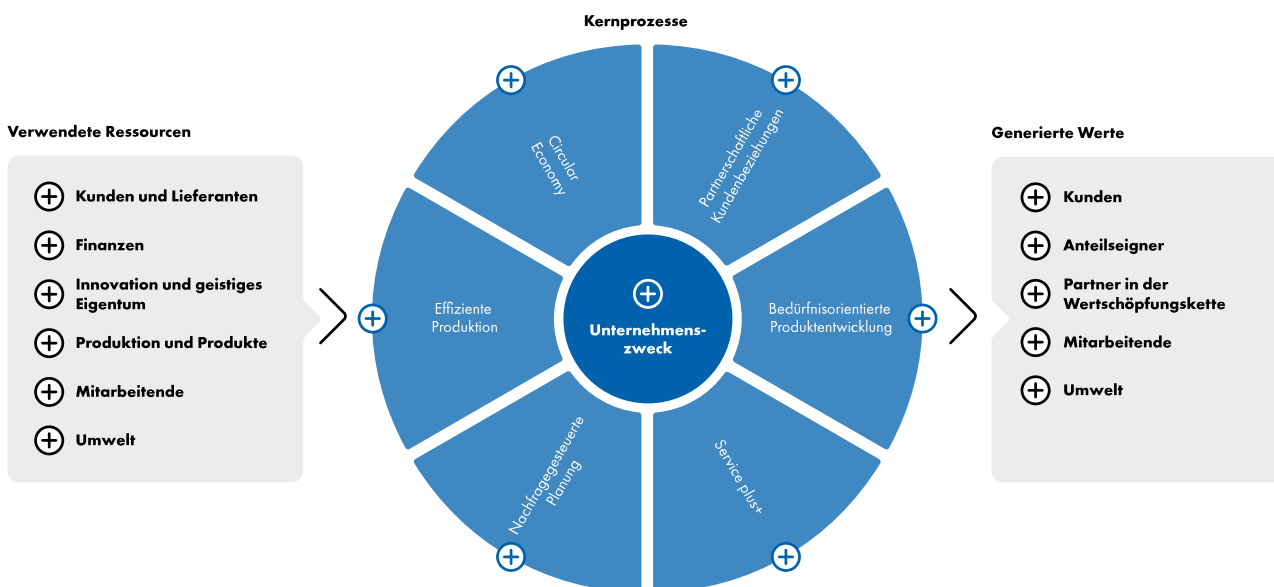 Kernprozesse
Verwendete Ressourcen
Kunden und Lieferanten
Finanzen
Innovation und geistiges
Eigentum
Produktion und Produkte
Mitarbeitende
Umwelt
Circular
Economy
Partnerschaftliche
Kundenbeziehungen
Effiziente
Produktion
Unternehmens-
zweck
Bedürfnisorientierte
Produktentwicklung
Nachfragegesteuerte
Planung
Service plus+
Generierte Werte
Kunden
Anteilseigner
Partner in der
Wertschöpfungskette
Mitarbeitende
Umwelt